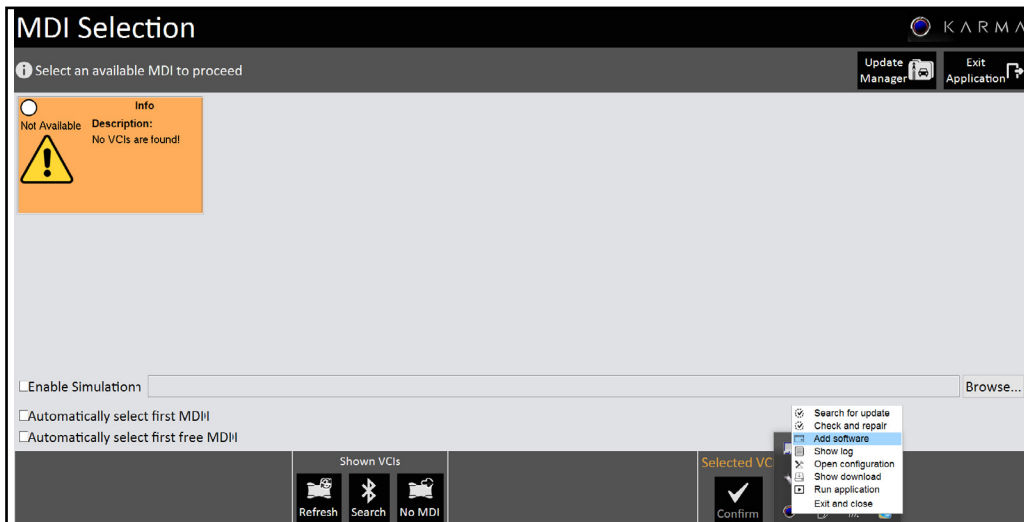 MDI Selection
KARMA
Select an available MDI to proceed
Update
Manager
Exit
Application
Info
Not Available
Description:
No VCIs are found!
Enable Simulation
Browse...
Automatically select first MDI
Automatically select first free MDI
Search for update
Check and repair
Add software
Show log
Open configuration
Show download
Run application
Exit and close
Shown VCIs
Selected VC
Refresh
Search
No MDI
Confirm